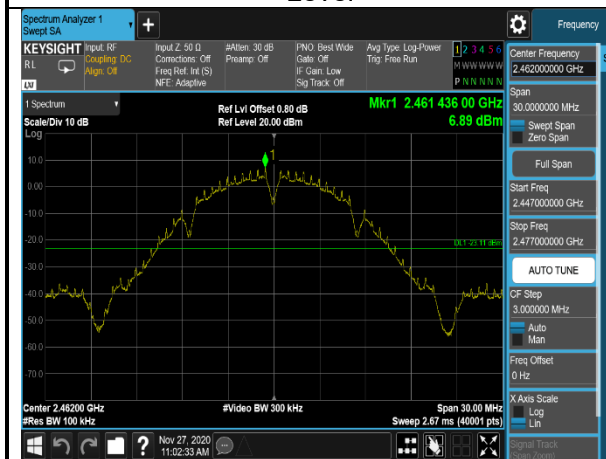 Level
Spectrum Analyzer 1
Swept SA
+
Frequency
KEYSIGHT
RL
LXI
Input: RF
Coupling: DC
Align: Off
Input Z: 50 Ω
Corrections: Off
Freq Ref: Int (S)
NFE: Adaptive
#Atten: 30 dB
Preamp: Off
PNO: Best Wide
Gate: Off
IF Gain: Low
Sig Track: Off
Avg Type: Log-Power
Trig: Free Run
1 2 3 4 5 6
M W W W W W
P N N N N N
1 Spectrum
Scale/Div 10 dB
Log
Ref Lvl Offset 0.80 dB
Ref Level 20.00 dBm
Mkr1 2.461 436 00 GHz
6.89 dBm
1
10.0
0.00
-10.0
-20.0
DL1 -23.11 dBm
-30.0
-40.0
-50.0
-60.0
-70.0
Center 2.46200 GHz
#Res BW 100 kHz
#Video BW 300 kHz
Span 30.00 MHz
Sweep 2.67 ms (40001 pts)
Center Frequency
2.462000000 GHz
Span
30.0000000 MHz
Swept Span
Zero Span
Full Span
Start Freq
2.447000000 GHz
Stop Freq
2.477000000 GHz
AUTO TUNE
CF Step
3.000000 MHz
Auto
Man
Freq Offset
0 Hz
X Axis Scale
Log
Lin
Signal Track
(Span Zoom)
?
Nov 27, 2020
11:02:33 AM